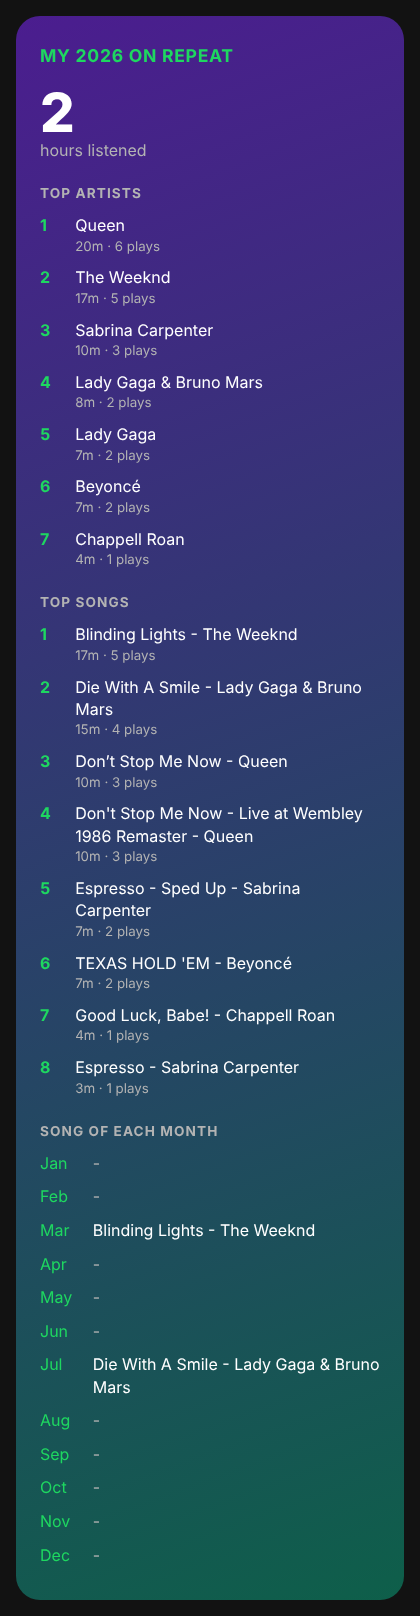 MY 2026 ON REPEAT
2
hours listened
TOP ARTISTS
1 Queen
20m · 6 plays
2 The Weeknd
17m · 5 plays
3 Sabrina Carpenter
10m · 3 plays
4 Lady Gaga & Bruno Mars
8m · 2 plays
5 Lady Gaga
7m · 2 plays
6 Beyoncé
7m · 2 plays
7 Chappell Roan
4m · 1 plays
TOP SONGS
1 Blinding Lights - The Weeknd
17m · 5 plays
2 Die With A Smile - Lady Gaga & Bruno
Mars
15m · 4 plays
3 Don’t Stop Me Now - Queen
10m · 3 plays
4 Don't Stop Me Now - Live at Wembley
1986 Remaster - Queen
10m · 3 plays
5 Espresso - Sped Up - Sabrina
Carpenter
7m · 2 plays
6 TEXAS HOLD 'EM - Beyoncé
7m · 2 plays
7 Good Luck, Babe! - Chappell Roan
4m · 1 plays
8 Espresso - Sabrina Carpenter
3m · 1 plays
SONG OF EACH MONTH
Jan -
Feb -
Mar Blinding Lights - The Weeknd
Apr -
May -
Jun -
Jul Die With A Smile - Lady Gaga & Bruno
Mars
Aug -
Sep -
Oct -
Nov -
Dec -